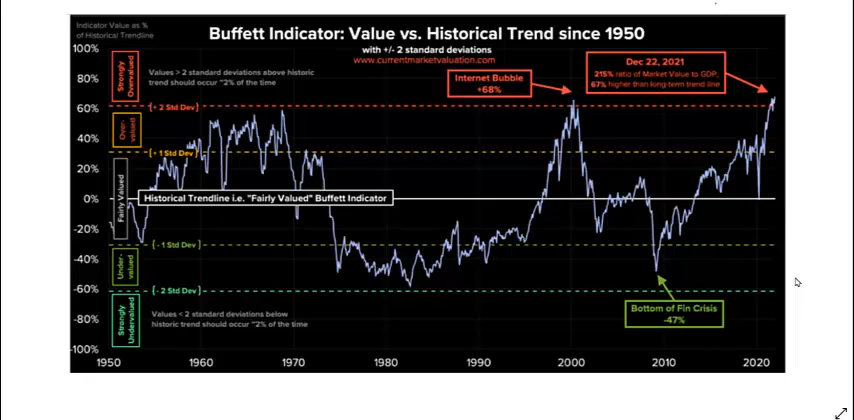 Indicator Value as %
of Historical Trendline
Buffett Indicator: Value vs. Historical Trend since 1950
with +/- 2 standard deviations
www.currentmarketvaluation.com
100%
80%
60%
40%
20%
0%
-20%
-40%
-60%
-80%
-100%
Strongly
Overvalued
Over-
valued
Fairly Valued
Under-
valued
Strongly
Undervalued
Values > 2 standard deviations above historic
trend should occur ~2% of the time
Internet Bubble
+68%
Dec 22, 2021
215% ratio of Market Value to GDP,
67% higher than long-term trend line
[+ 2 Std Dev]
[+ 1 Std Dev]
Historical Trendline i.e. "Fairly Valued" Buffett Indicator
[- 1 Std Dev]
[- 2 Std Dev]
Bottom of Fin Crisis
-47%
Values < 2 standard deviations below
historic trend should occur ~2% of the time
1950 1960 1970 1980 1990 2000 2010 2020